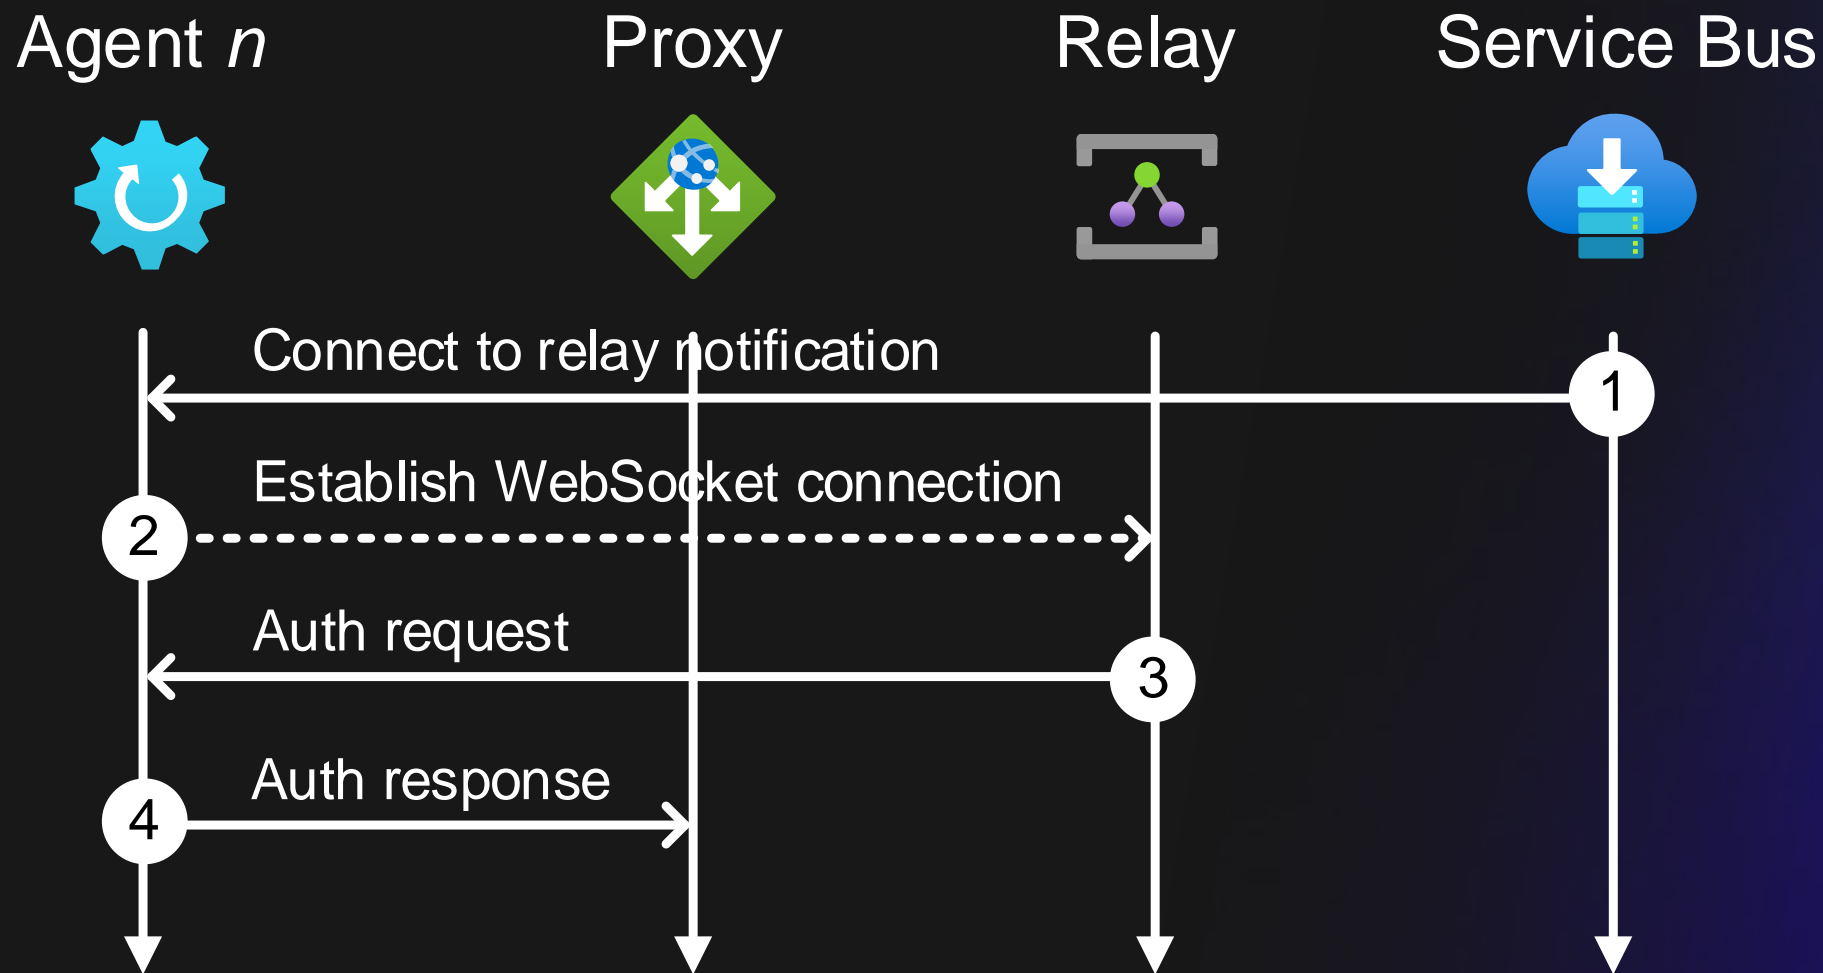 Agent n
Proxy
Relay
Service Bus
Connect to relay notification
1
Establish WebSocket connection
2
Auth request
3
Auth response
4